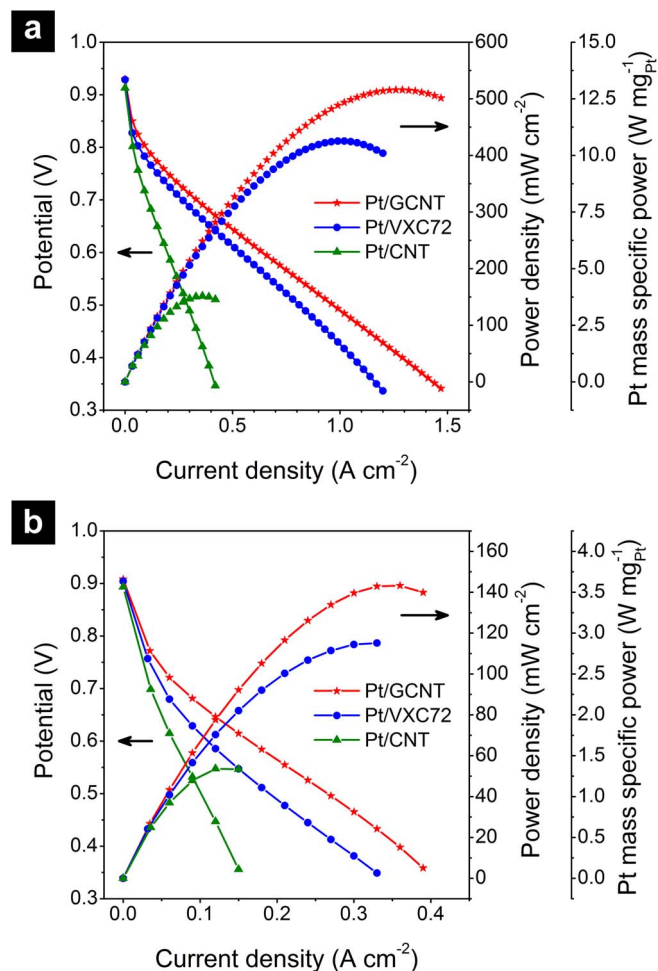 a
1.0
0.9
0.8
0.7
0.6
0.5
0.4
0.3
Potential (V)
0.0 0.5 1.0 1.5
Current density (A cm-2)
Pt/GCNT
Pt/VXC72
Pt/CNT
600
500
400
300
200
100
0
Power density (mW cm-2)
15.0
12.5
10.0
7.5
5.0
2.5
0.0
Pt mass specific power (W mg-1Pt)
b
1.0
0.9
0.8
0.7
0.6
0.5
0.4
0.3
Potential (V)
0.0 0.1 0.2 0.3 0.4
Current density (A cm-2)
Pt/GCNT
Pt/VXC72
Pt/CNT
160
140
120
100
80
60
40
20
0
Power density (mW cm-2)
4.0
3.5
3.0
2.5
2.0
1.5
1.0
0.5
0.0
Pt mass specific power (W mg-1Pt)